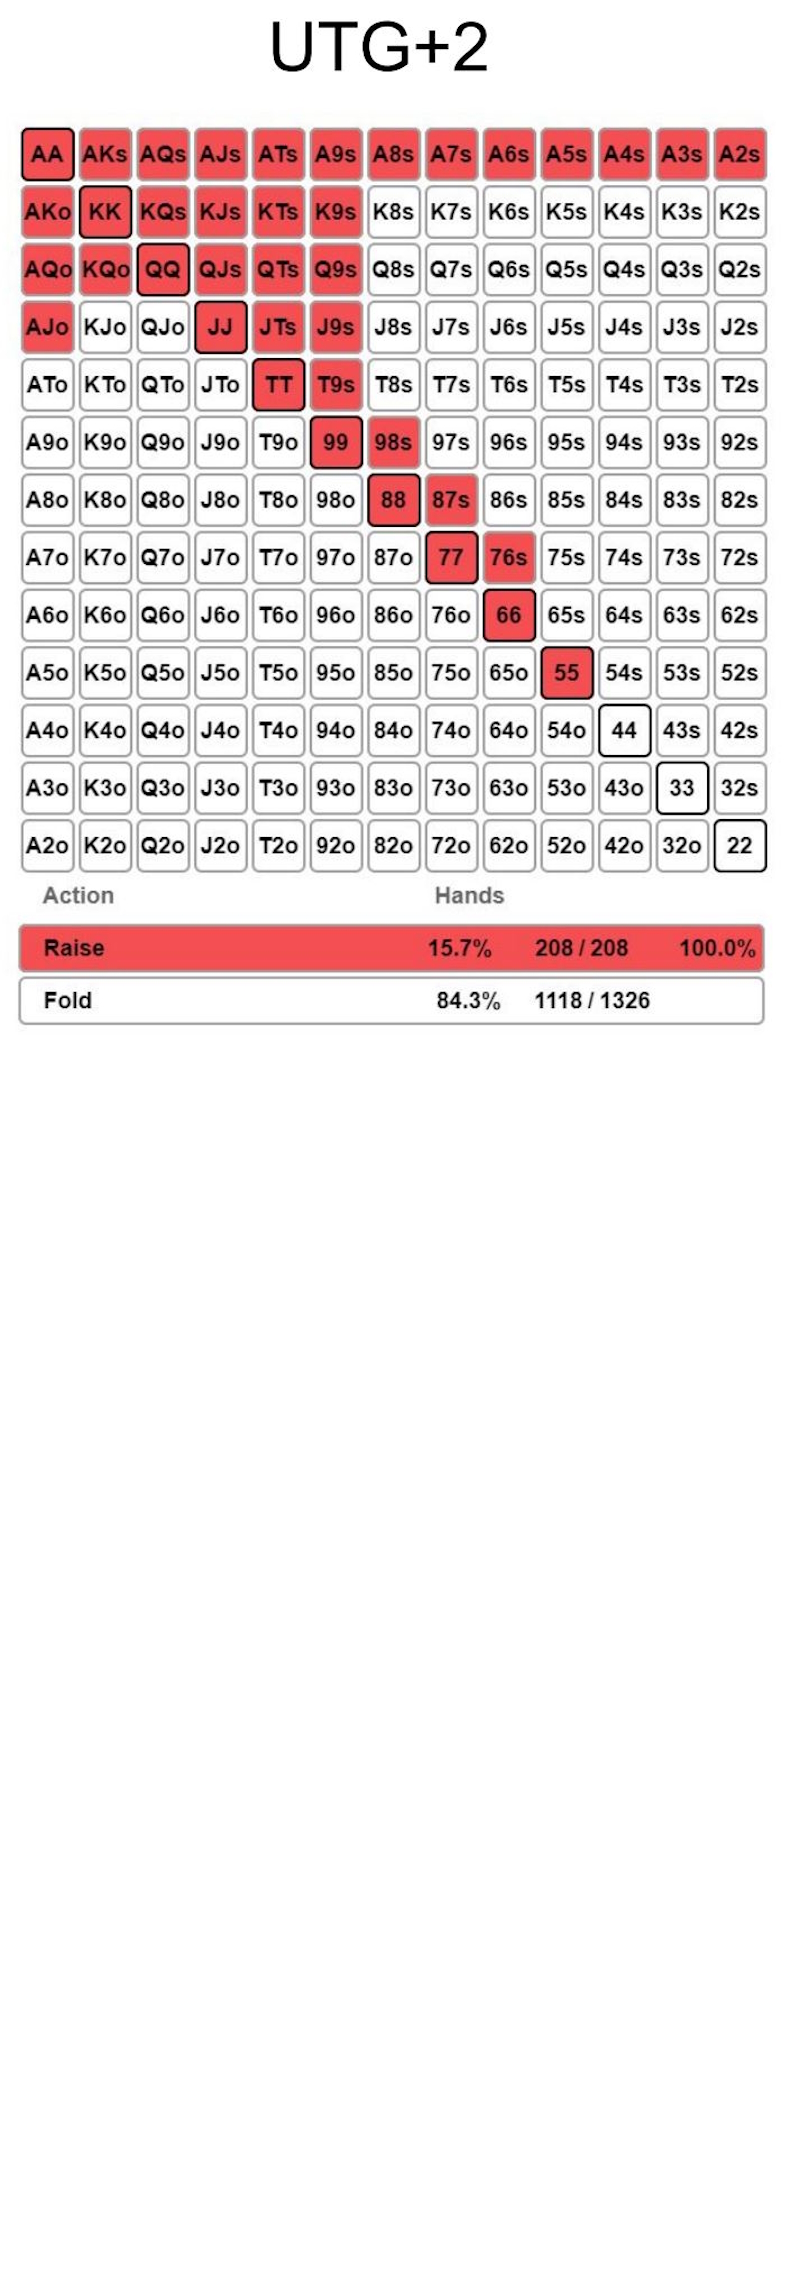 UTG+2
AA AKs AQs AJs ATs A9s A8s A7s A6s A5s A4s A3s A2s
AKo KK KQs KJs KTs K9s K8s K7s K6s K5s K4s K3s K2s
AQo KQo QQ QJs QTs Q9s Q8s Q7s Q6s Q5s Q4s Q3s Q2s
AJo KJo QJo JJ JTs J9s J8s J7s J6s J5s J4s J3s J2s
ATo KTo QTo JTo TT T9s T8s T7s T6s T5s T4s T3s T2s
A9o K9o Q9o J9o T9o 99 98s 97s 96s 95s 94s 93s 92s
A8o K8o Q8o J8o T8o 98o 88 87s 86s 85s 84s 83s 82s
A7o K7o Q7o J7o T7o 97o 87o 77 76s 75s 74s 73s 72s
A6o K6o Q6o J6o T6o 96o 86o 76o 66 65s 64s 63s 62s
A5o K5o Q5o J5o T5o 95o 85o 75o 65o 55 54s 53s 52s
A4o K4o Q4o J4o T4o 94o 84o 74o 64o 54o 44 43s 42s
A3o K3o Q3o J3o T3o 93o 83o 73o 63o 53o 43o 33 32s
A2o K2o Q2o J2o T2o 92o 82o 72o 62o 52o 42o 32o 22
Action Hands
Raise 15.7% 208 / 208 100.0%
Fold 84.3% 1118 / 1326